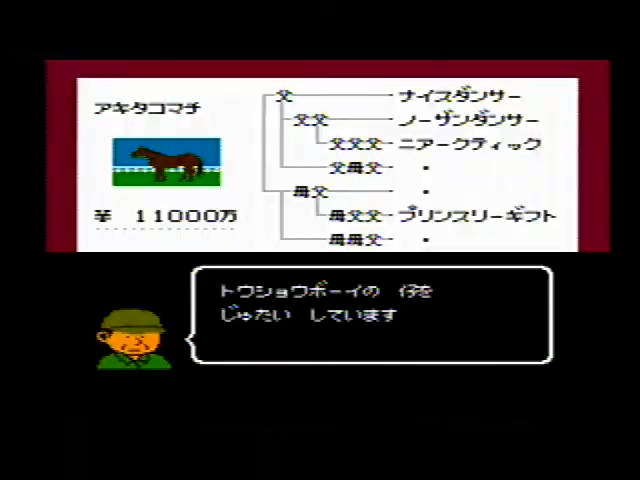 アキタコマチ
¥ 11000万
父 ナイスダンサー
父父 ノーザンダンサー
父父父 ニアークティック
父母父 ・
母父 ・
母父父 プリンスリーギフト
母母父 ・
トウショウボーイの 仔を
じゅたい しています